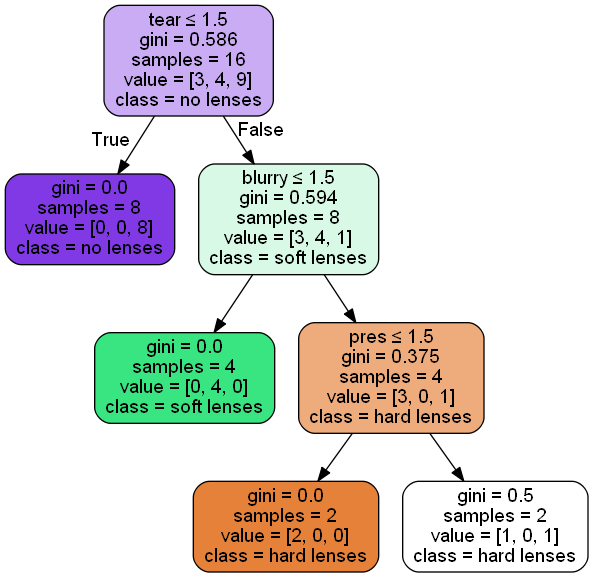 tear ≤ 1.5
gini = 0.586
samples = 16
value = [3, 4, 9]
class = no lenses
True
False
gini = 0.0
samples = 8
value = [0, 0, 8]
class = no lenses
blurry ≤ 1.5
gini = 0.594
samples = 8
value = [3, 4, 1]
class = soft lenses
gini = 0.0
samples = 4
value = [0, 4, 0]
class = soft lenses
pres ≤ 1.5
gini = 0.375
samples = 4
value = [3, 0, 1]
class = hard lenses
gini = 0.0
samples = 2
value = [2, 0, 0]
class = hard lenses
gini = 0.5
samples = 2
value = [1, 0, 1]
class = hard lenses